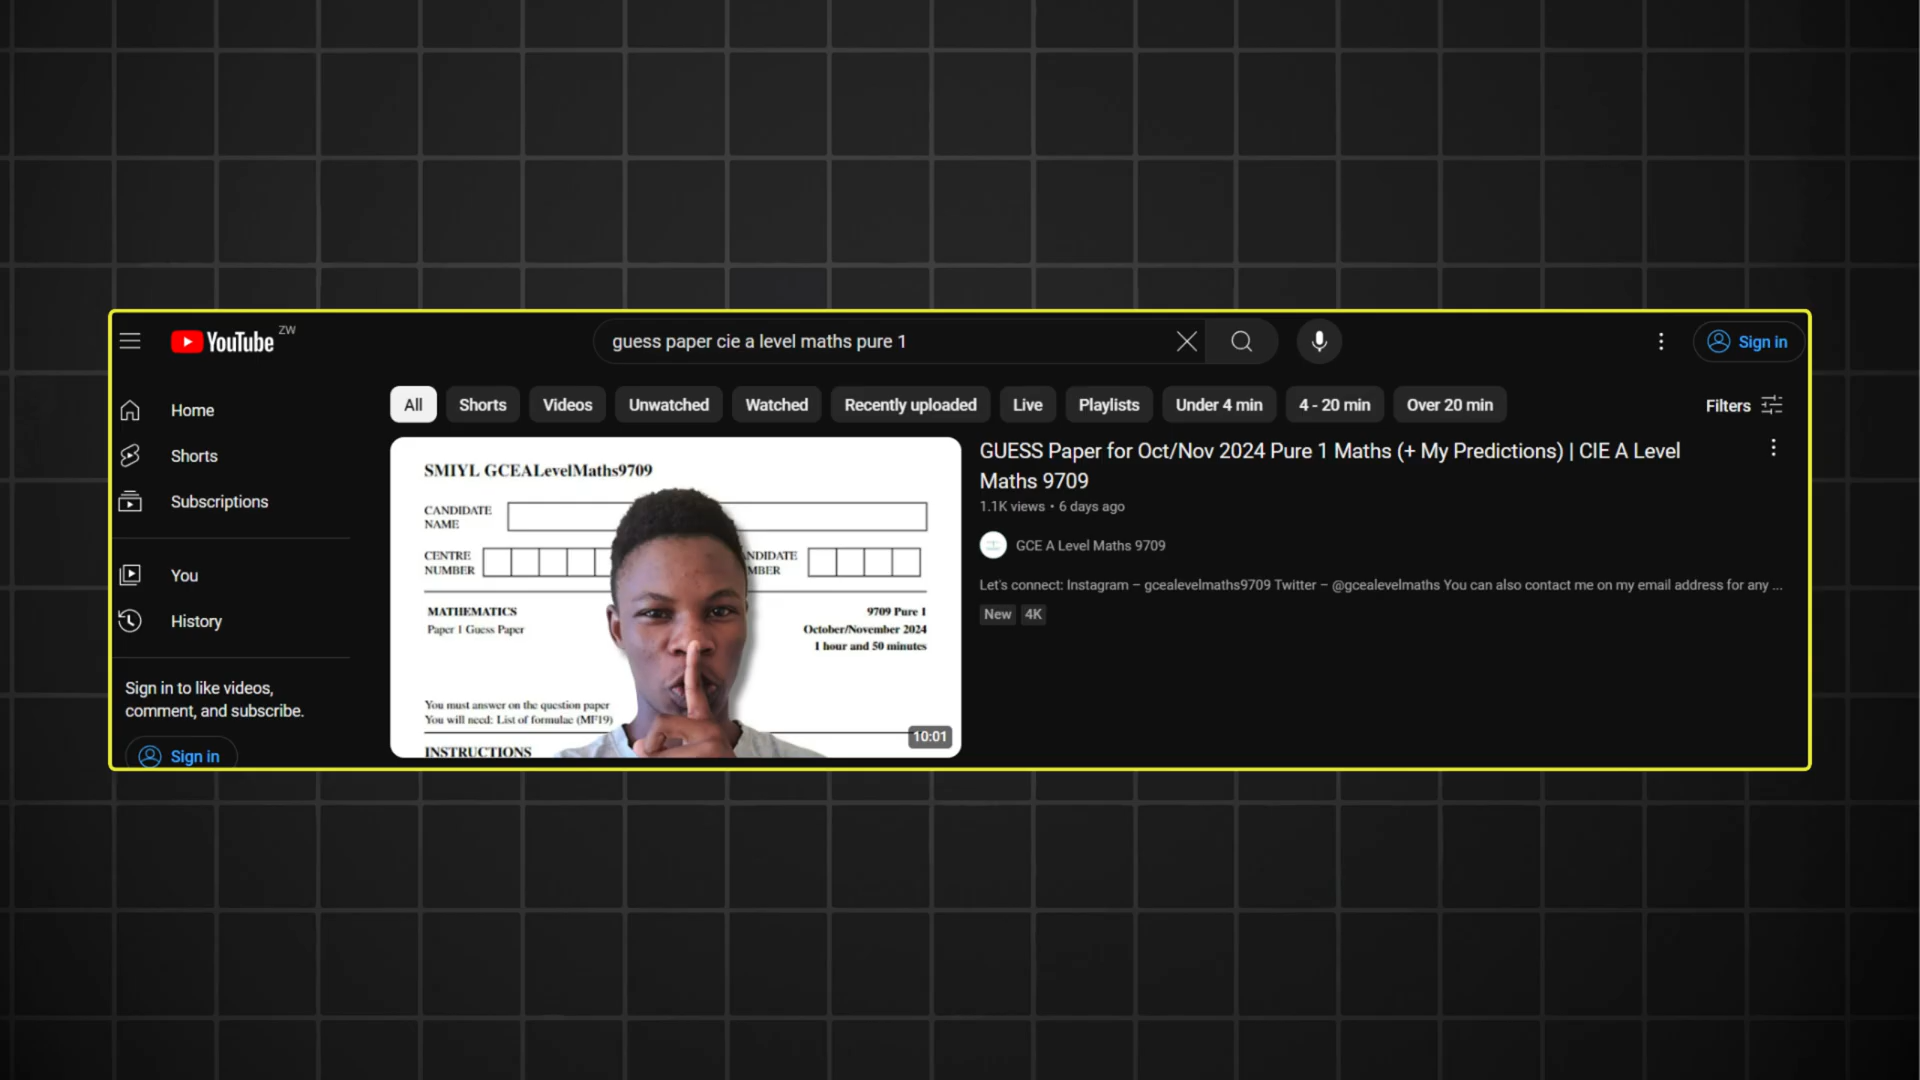 YouTube ZW
guess paper cie a level maths pure 1
Sign in
Home
Shorts
Subscriptions
You
History
Sign in to like videos,
comment, and subscribe.
Sign in
All Shorts Videos Unwatched Watched Recently uploaded Live Playlists Under 4 min 4 - 20 min Over 20 min
Filters
SMIYL GCEALevelMaths9709
CANDIDATE
NAME
CENTRE
NUMBER
NDIDATE
MBER
MATHEMATICS
Paper 1 Guess Paper
9709 Pure 1
October/November 2024
1 hour and 50 minutes
You must answer on the question paper
You will need: List of formulae (MF19)
INSTRUCTIONS
10:01
GUESS Paper for Oct/Nov 2024 Pure 1 Maths (+ My Predictions) | CIE A Level
Maths 9709
1.1K views • 6 days ago
GCE A Level Maths 9709
Let's connect: Instagram – gcealevelmaths9709 Twitter – @gcealevelmaths You can also contact me on my email address for any ...
New 4K